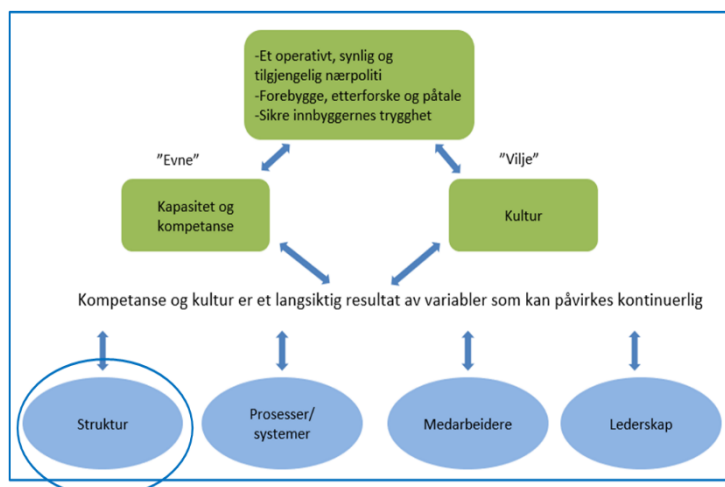 -Et operativt, synlig og
tilgjengelig nærpoliti
-Forebygge, etterforske og påtale
-Sikre innbyggernes trygghet
”Evne”
”Vilje”
Kapasitet og
kompetanse
Kultur
Kompetanse og kultur er et langsiktig resultat av variabler som kan påvirkes kontinuerlig
Struktur
Prosesser/
systemer
Medarbeidere
Lederskap